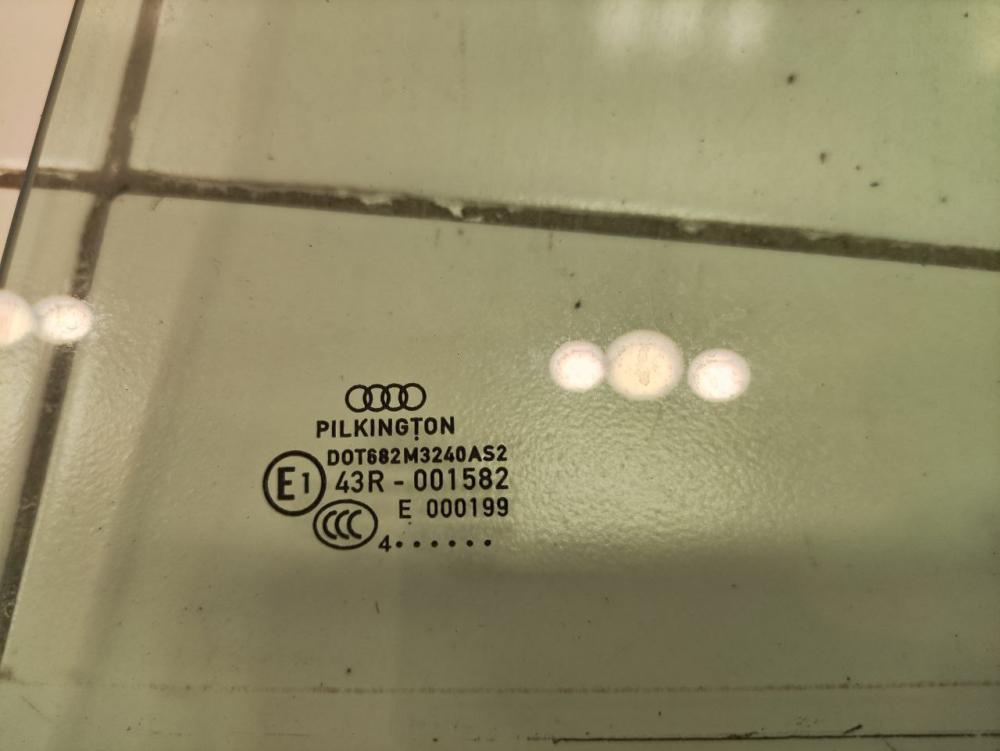 PILKINGTON
DOT682M3240AS2
E1 43R - 001582
E 000199
CCC
4......